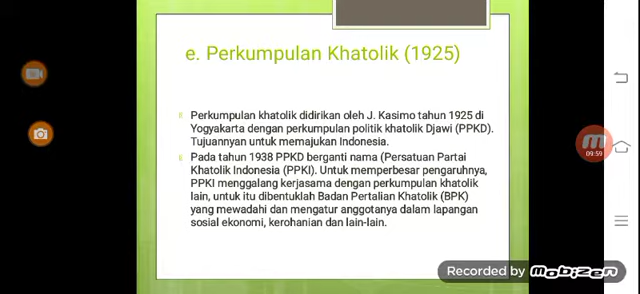 e. Perkumpulan Khatolik (1925)
Perkumpulan khatolik didirikan oleh J. Kasimo tahun 1925 di
Yogyakarta dengan perkumpulan politik khatolik Djawi (PPKD).
Tujuannyan untuk memajukan Indonesia.
Pada tahun 1938 PPKD berganti nama (Persatuan Partai
Khatolik Indonesia (PPKI). Untuk memperbesar pengaruhnya,
PPKI menggalang kerjasama dengan perkumpulan khatolik
lain, untuk itu dibentuklah Badan Pertalian Khatolik (BPK)
yang mewadahi dan mengatur anggotanya dalam lapangan
sosial ekonomi, kerohanian dan lain-lain.
09:59
Recorded by mobizen